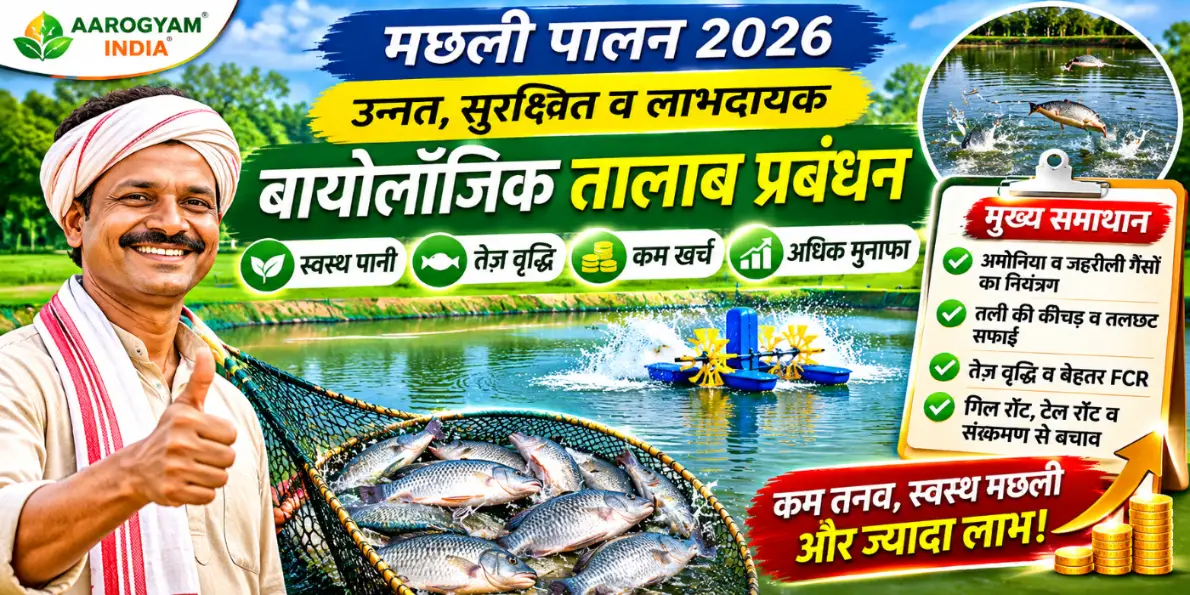 AAROGYAM®
INDIA®
मछली पालन 2026
उन्नत, सुरक्ष्वित व लाभदायक
बायोलॉजिक तालाब प्रबंधन
स्वस्थ पानी
तेज़ वृद्धि
कम खर्च
अधिक मुनाफा
मुख्य समाथान
अमोनिया व जहरीली गैंसों
का नियंत्रग
तली की कीचड़ व तलछट
सफाई
तेज़ वृद्धि व बेहतर FCR
गिल रॉट, टेल रॉट व
संक्रमण से बचाव
कम तनव, स्वस्थ मछली
और ज्यादा लाभ!